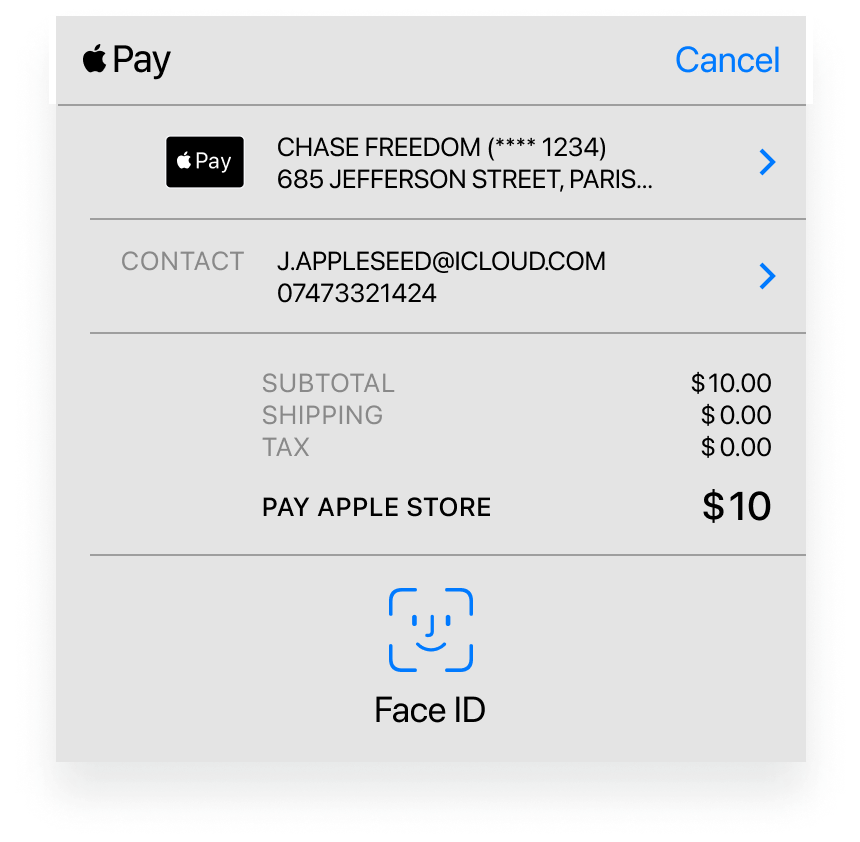 Pay
Cancel
Pay
CHASE FREEDOM (**** 1234)
685 JEFFERSON STREET, PARIS...
CONTACT
J.APPLESEED@ICLOUD.COM
07473321424
SUBTOTAL $10.00
SHIPPING $0.00
TAX $0.00
PAY APPLE STORE $10
Face ID